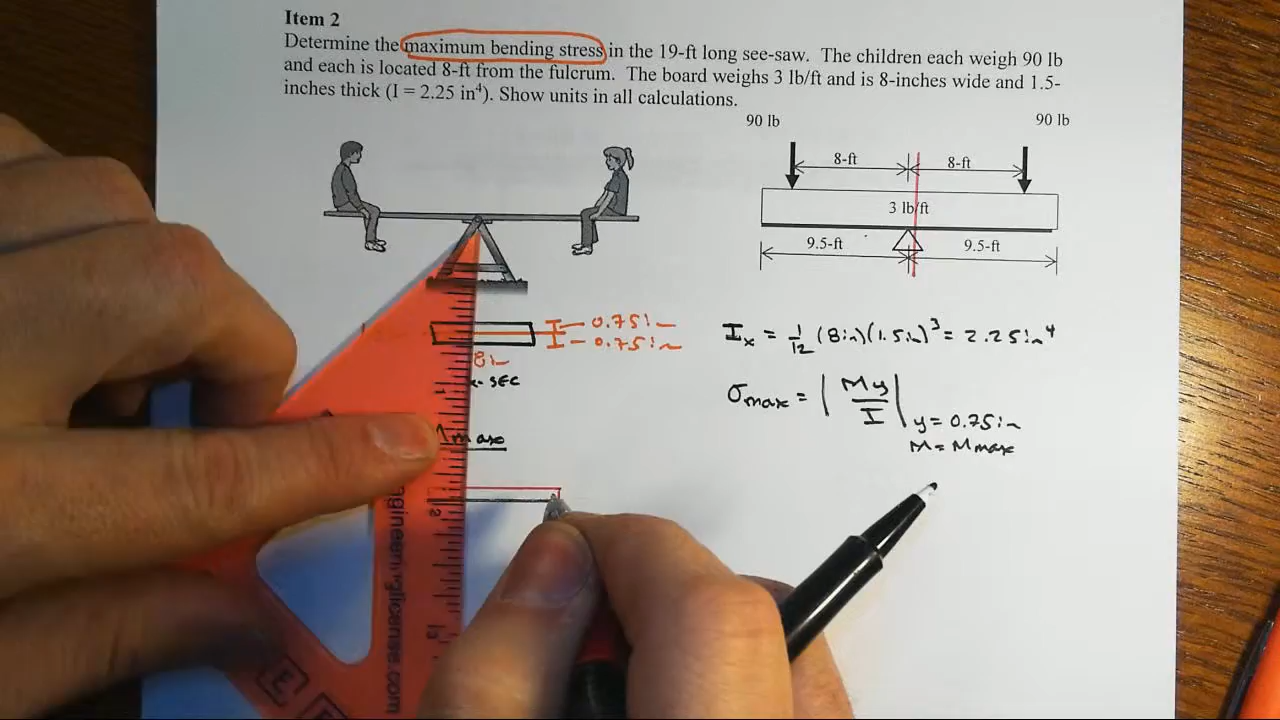 Item 2
Determine the maximum bending stress in the 19-ft long see-saw. The children each weigh 90 lb
and each is located 8-ft from the fulcrum. The board weighs 3 lb/ft and is 8-inches wide and 1.5-
inches thick (I = 2.25 in⁴). Show units in all calculations.
90 lb 90 lb
8-ft 8-ft
3 lb/ft
9.5-ft 9.5-ft
0.75in
0.75in
8in
SEC
Ix = 1/12 (8in)(1.5in)³ = 2.25in⁴
σmax = | My/I | y = 0.75in
M = Mmax
Mmax
2
3
agineeringlicense.com
E